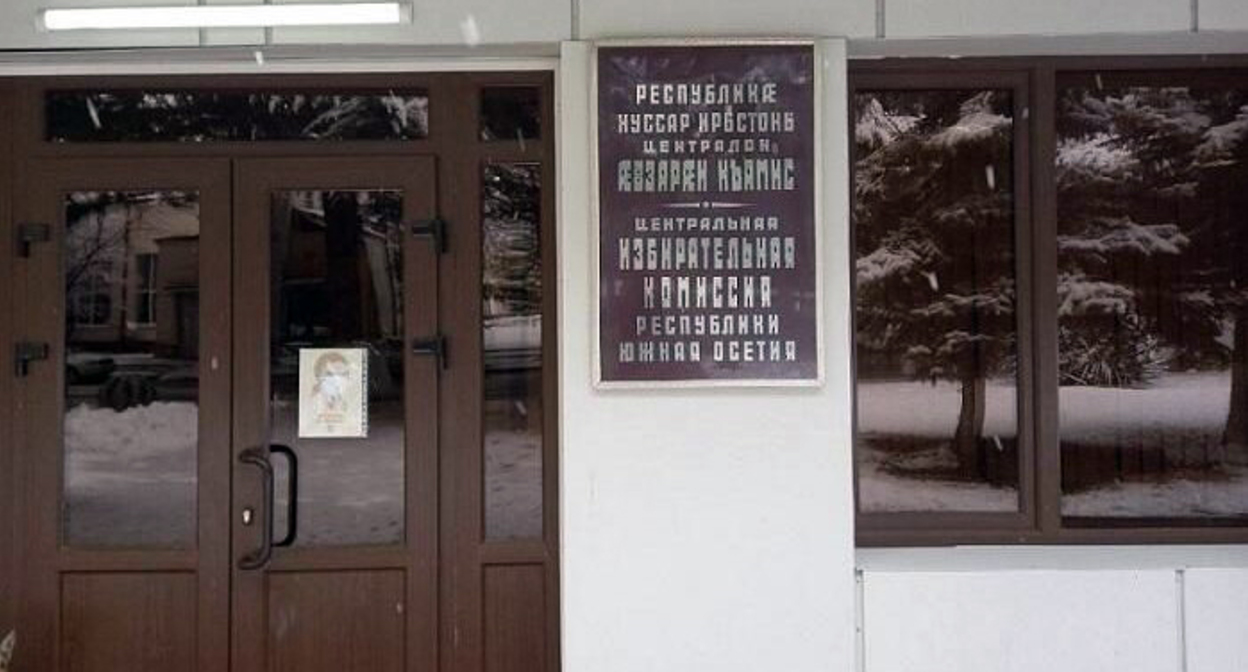 РЕСПУБЛИКÆ
ХУССАР ИРЫСТОНЫ
ЦЕНТРАЛОН
ÆВЗАРÆН КЪАМИС
ЦЕНТРАЛЬНАЯ
ИЗБИРАТЕЛЬНАЯ
КОМИССИЯ
РЕСПУБЛИКИ
ЮЖНАЯ ОСЕТИЯ